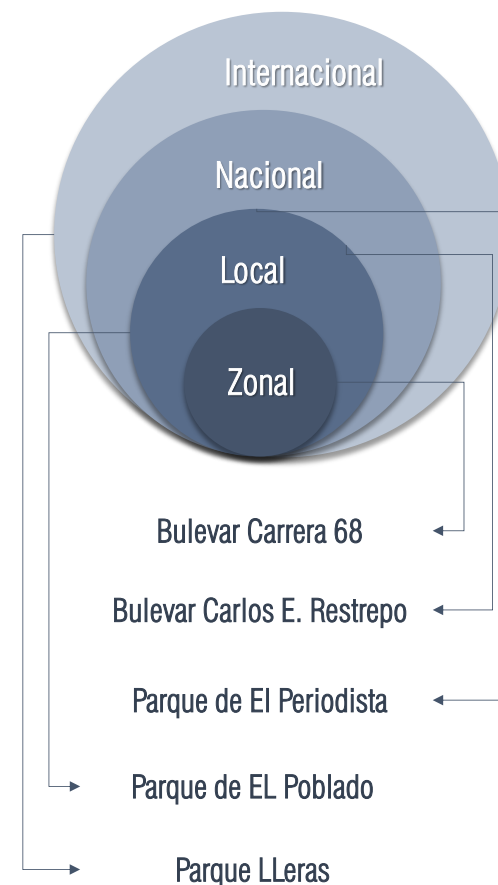 Internacional
Nacional
Local
Zonal
Bulevar Carrera 68
Bulevar Carlos E. Restrepo
Parque de El Periodista
Parque de EL Poblado
Parque LLeras